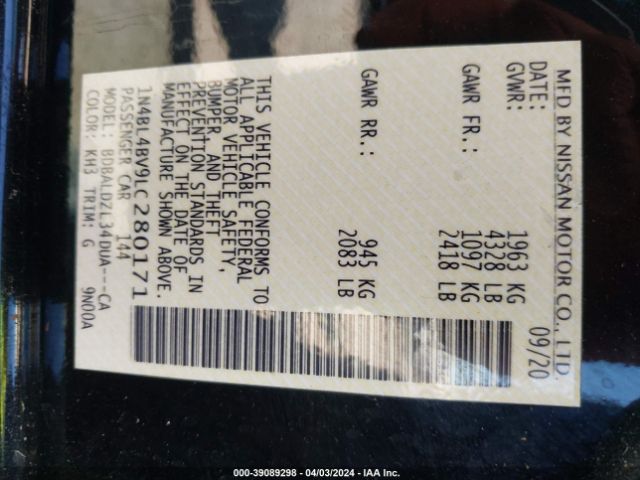 MFD BY NISSAN MOTOR CO., LTD.
DATE: 09/20
GVWR: 1963 KG
4328 LB
GAWR FR.: 1097 KG
2418 LB
GAWR RR.: 945 KG
2083 LB
THIS VEHICLE CONFORMS TO
ALL APPLICABLE FEDERAL
MOTOR VEHICLE SAFETY,
BUMPER, AND THEFT
PREVENTION STANDARDS IN
EFFECT ON THE DATE OF
MANUFACTURE SHOWN ABOVE.
1N4BL4BV9LC280171
PASSENGER CAR 144
MODEL: BDBALDZL34DUA---CA
COLOR: KH3 TRIM: G 9N00A
000-39089298 - 04/03/2024 - IAA Inc.